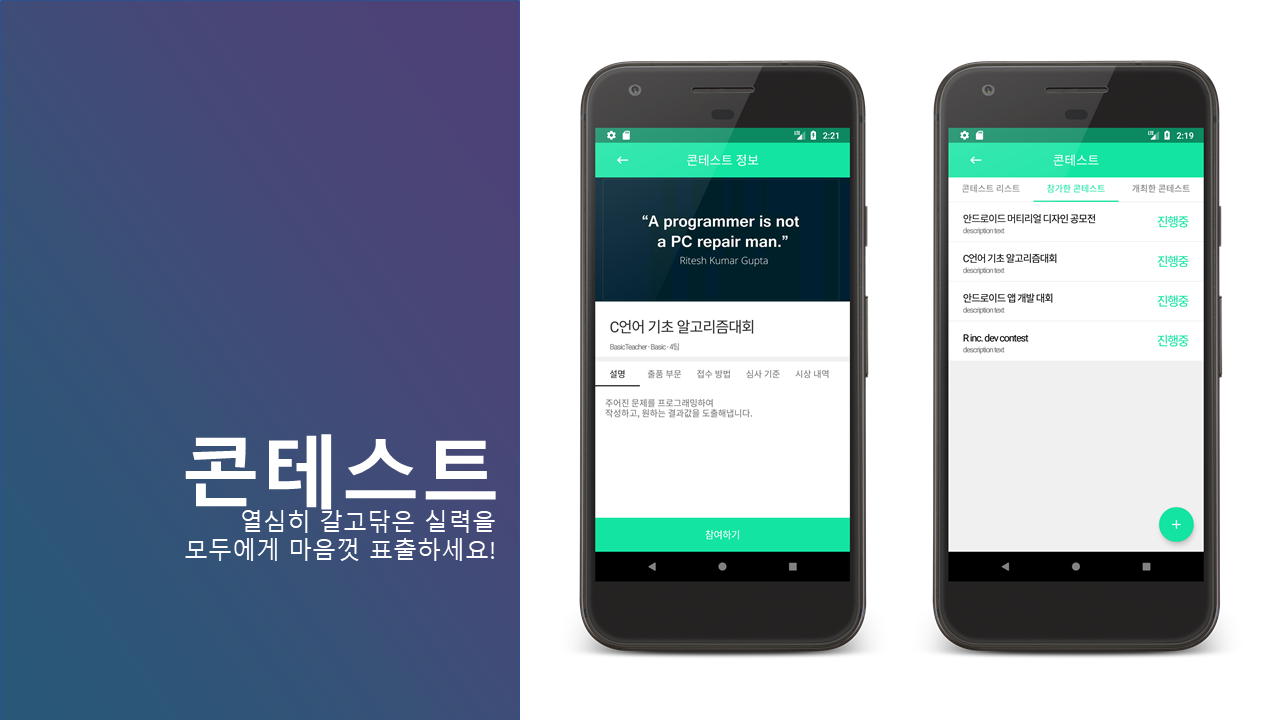 콘테스트
열심히 갈고닦은 실력을
모두에게 마음껏 표출하세요!
2:21
콘테스트 정보
“A programmer is not
a PC repair man.”
Ritesh Kumar Gupta
C언어 기초 알고리즘대회
BasicTeacher · Basic · 4팀
설명 출품 부문 접수 방법 심사 기준 시상 내역
주어진 문제를 프로그래밍하여
작성하고, 원하는 결과값을 도출해냅니다.
참여하기
2:19
콘테스트
콘테스트 리스트 참가한 콘테스트 개최한 콘테스트
안드로이드 머티리얼 디자인 공모전 진행중
description text
C언어 기초 알고리즘대회 진행중
description text
안드로이드 앱 개발 대회 진행중
description text
R inc. dev contest 진행중
description text